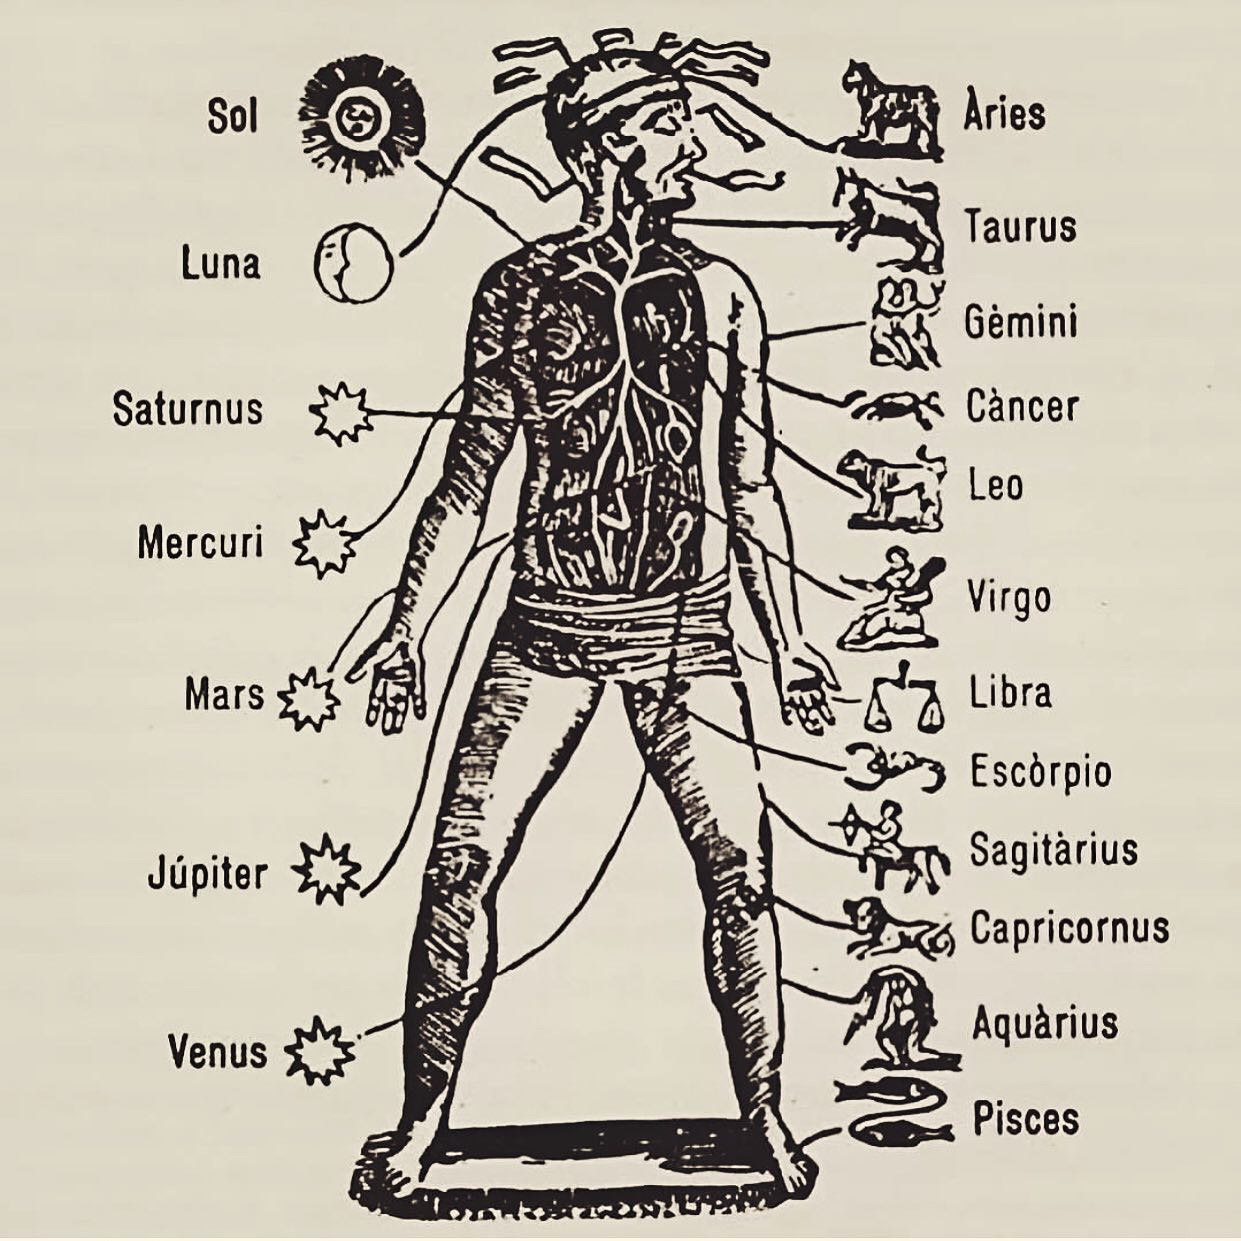 Sol
Luna
Saturnus
Mercuri
Mars
Júpiter
Venus
Àries
Taurus
Gèmini
Càncer
Leo
Virgo
Libra
Escòrpio
Sagitàrius
Capricornus
Aquàrius
Pisces